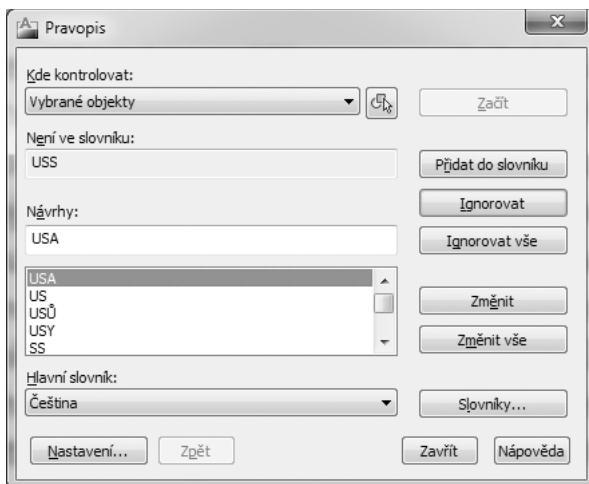 Pravopis
Kde kontrolovat:
Vybrané objekty
Začít
Není ve slovníku:
USS
Přidat do slovníku
Ignorovat
Návrhy:
USA
Ignorovat vše
USA
US
USŮ
USY
SS
Změnit
Změnit vše
Hlavní slovník:
Čeština
Slovníky...
Nastavení...
Zpět
Zavřít
Nápověda